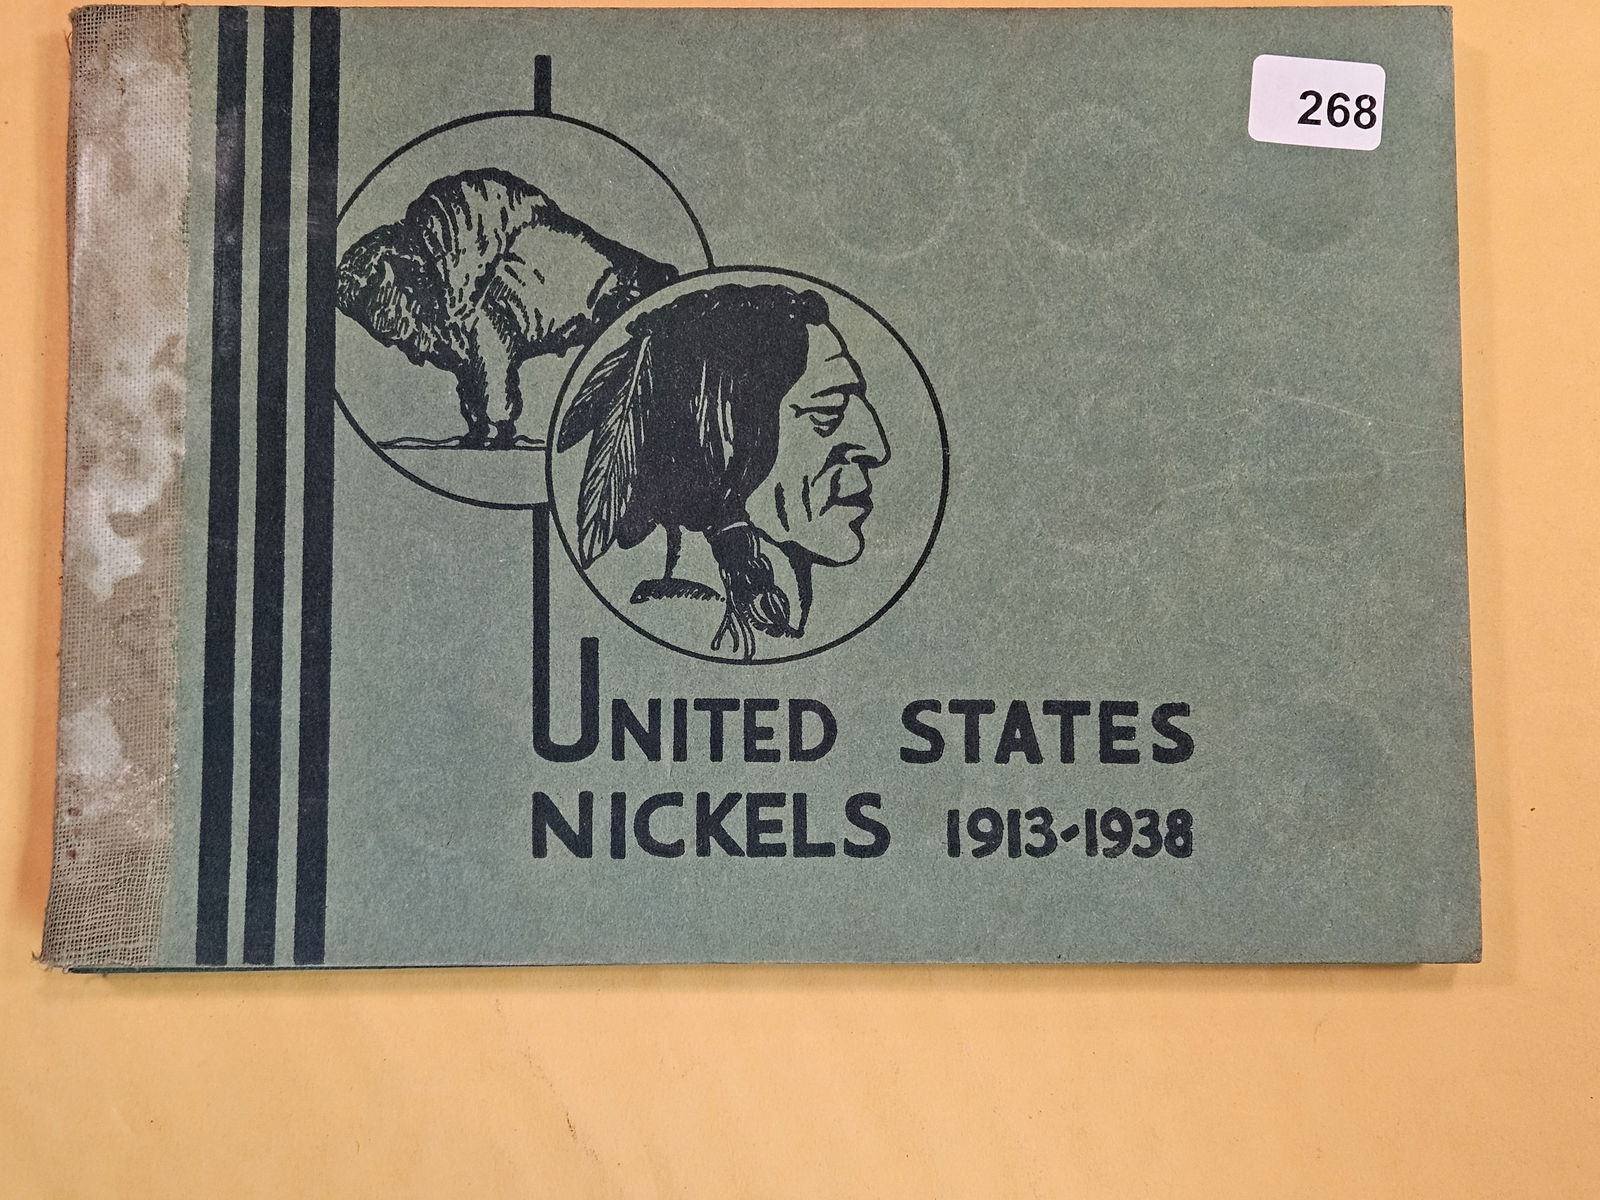 268
UNITED STATES
NICKELS 1913-1938